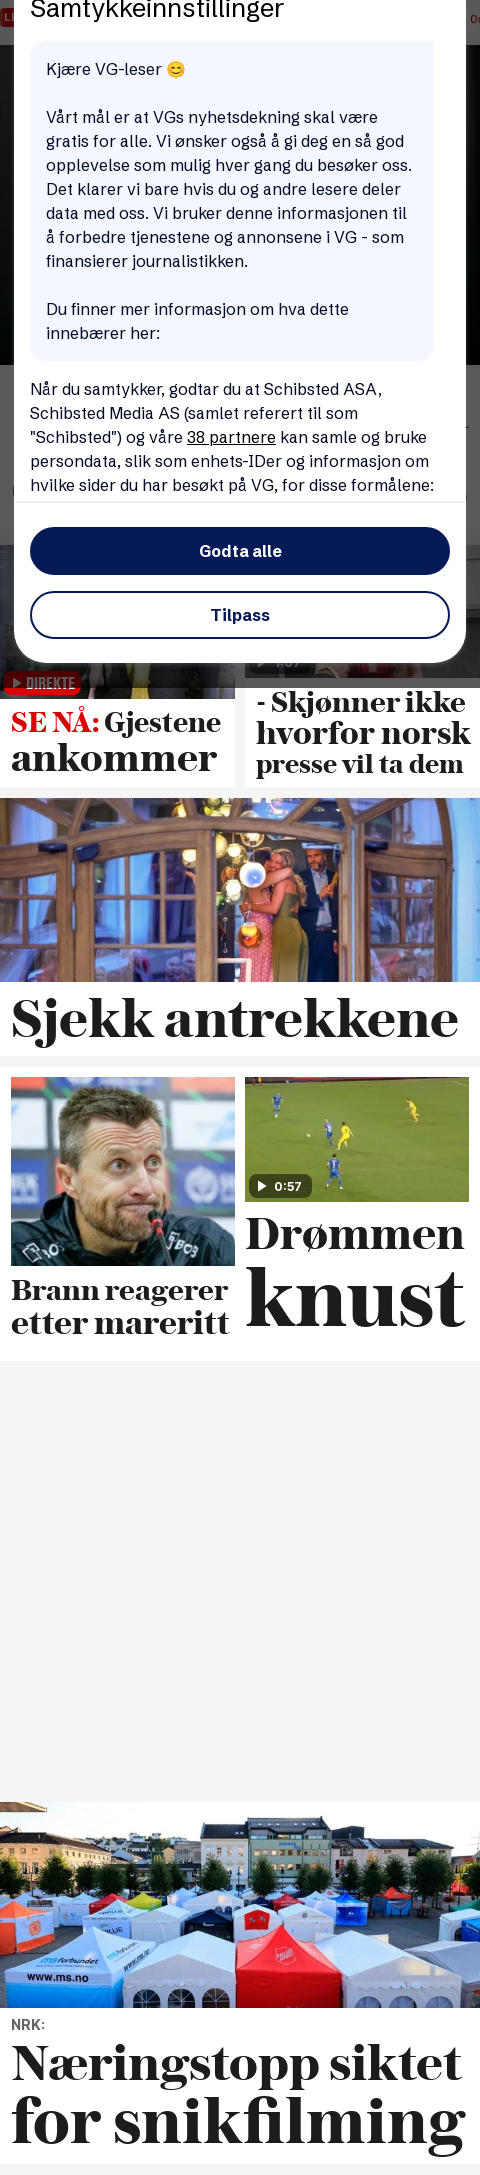 Samtykkeinnstillinger
Kjære VG-leser 😊
Vårt mål er at VGs nyhetsdekning skal være
gratis for alle. Vi ønsker også å gi deg en så god
opplevelse som mulig hver gang du besøker oss.
Det klarer vi bare hvis du og andre lesere deler
data med oss. Vi bruker denne informasjonen til
å forbedre tjenestene og annonsene i VG - som
finansierer journalistikken.
Du finner mer informasjon om hva dette
innebærer her:
Når du samtykker, godtar du at Schibsted ASA,
Schibsted Media AS (samlet referert til som
"Schibsted") og våre 38 partnere kan samle og bruke
persondata, slik som enhets-IDer og informasjon om
hvilke sider du har besøkt på VG, for disse formålene:
Godta alle
Tilpass
DIREKTE
SE NÅ: Gjestene
ankommer
- Skjønner ikke
hvorfor norsk
presse vil ta dem
Sjekk antrekkene
Brann reagerer
etter mareritt
0:57
Drømmen
knust
ms forbundet
www.ms.no
NRK:
Næringstopp siktet
for snikfilming